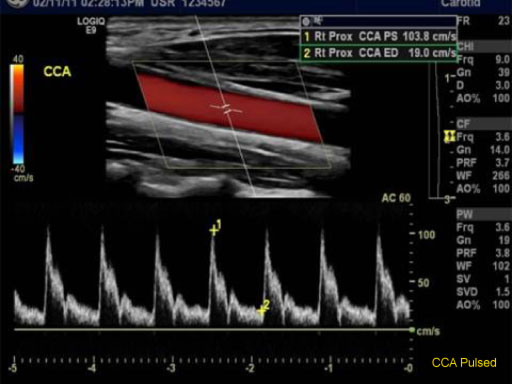 02/11/11 02:28:13PM USR 1234567 Carotid
LOGIQ
E9
1 Rt Prox CCA PS 103.8 cm/s
2 Rt Prox CCA ED 19.0 cm/s
CCA
40
-40
cm/s
1
3
FR 23
CHI
Frq 9.0
Gn 39
D 3.0
AO% 100
CF
Frq 3.6
Gn 14.0
PRF 3.7
WF 266
AO% 100
PW
Frq 3.6
Gn 19
PRF 3.8
WF 102
SV 1
SVD 1.5
AO% 100
AC 60
1
2
100
50
cm/s
-5 -4 -3 -2 -1 -0
CCA Pulsed